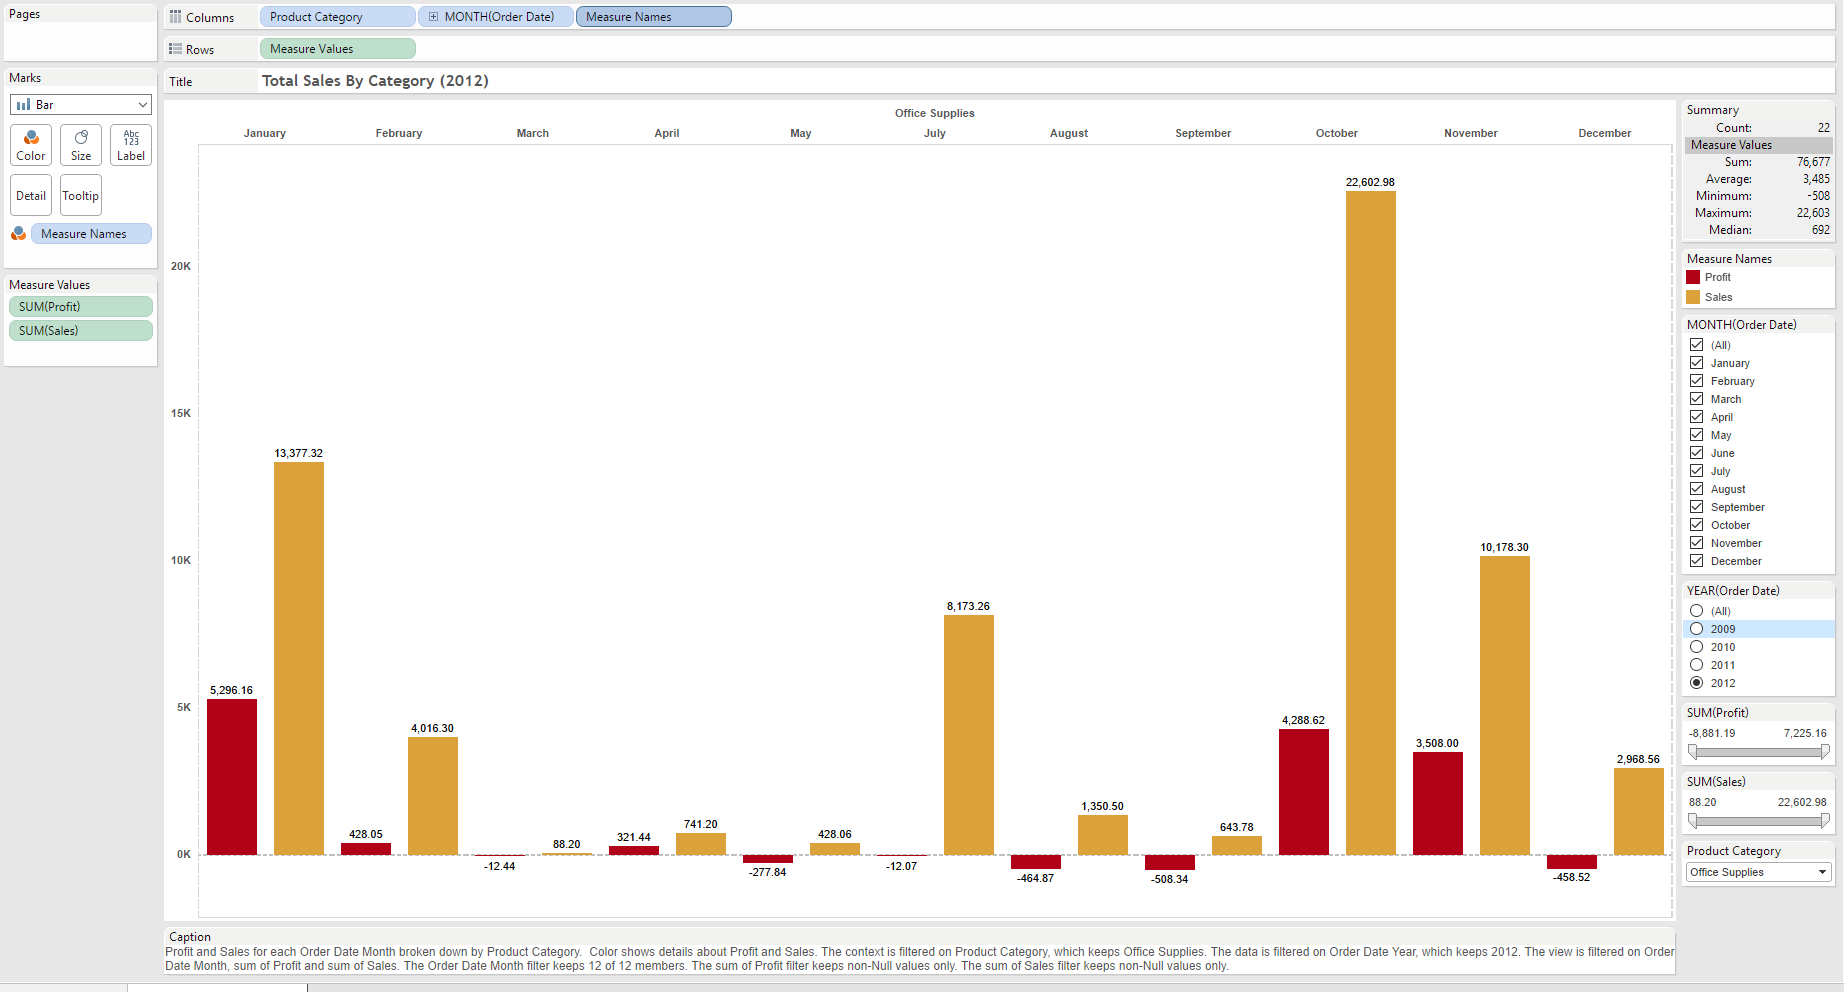 Pages
Columns Product Category MONTH(Order Date) Measure Names
Rows Measure Values
Title Total Sales By Category (2012)
Marks
Bar
Color Size Abc 123 Label
Detail Tooltip
Measure Names
Measure Values
SUM(Profit)
SUM(Sales)
Office Supplies
January February March April May July August September October November December
20K
15K
10K
5K
0K
5,296.16
13,377.32
428.05
4,016.30
-12.44
88.20
321.44
741.20
-277.84
428.06
-12.07
8,173.26
-464.87
1,350.50
-508.34
643.78
4,288.62
22,602.98
3,508.00
10,178.30
-458.52
2,968.56
Summary
Count: 22
Measure Values
Sum: 76,677
Average: 3,485
Minimum: -508
Maximum: 22,603
Median: 692
Measure Names
Profit
Sales
MONTH(Order Date)
(All)
January
February
March
April
May
June
July
August
September
October
November
December
YEAR(Order Date)
(All)
2009
2010
2011
2012
SUM(Profit)
-8,881.19 7,225.16
SUM(Sales)
88.20 22,602.98
Product Category
Office Supplies
Caption
Profit and Sales for each Order Date Month broken down by Product Category.  Color shows details about Profit and Sales. The context is filtered on Product Category, which keeps Office Supplies. The data is filtered on Order Date Year, which keeps 2012. The view is filtered on Order
Date Month, sum of Profit and sum of Sales. The Order Date Month filter keeps 12 of 12 members. The sum of Profit filter keeps non-Null values only. The sum of Sales filter keeps non-Null values only.